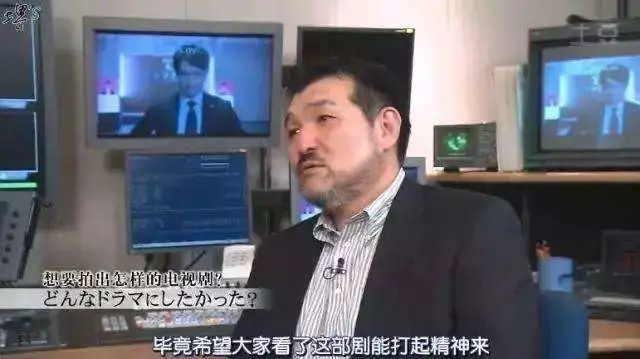 土豆
想要拍出怎样的电视剧?
どんなドラマにしたかった?
毕竟希望大家看了这部剧能打起精神来